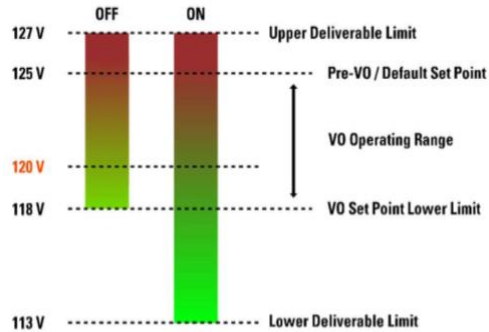 OFF ON
127 V Upper Deliverable Limit
125 V Pre-VO / Default Set Point
VO Operating Range
120 V
118 V VO Set Point Lower Limit
113 V Lower Deliverable Limit